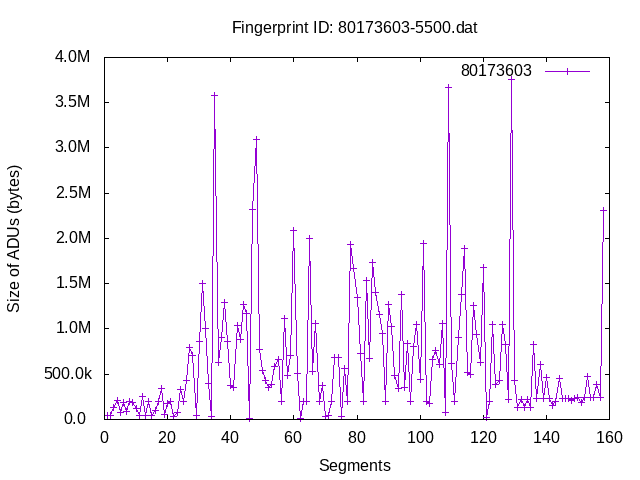 Fingerprint ID: 80173603-5500.dat
80173603
Size of ADUs (bytes)
4.0M
3.5M
3.0M
2.5M
2.0M
1.5M
1.0M
500.0k
0.0
0 20 40 60 80 100 120 140 160
Segments